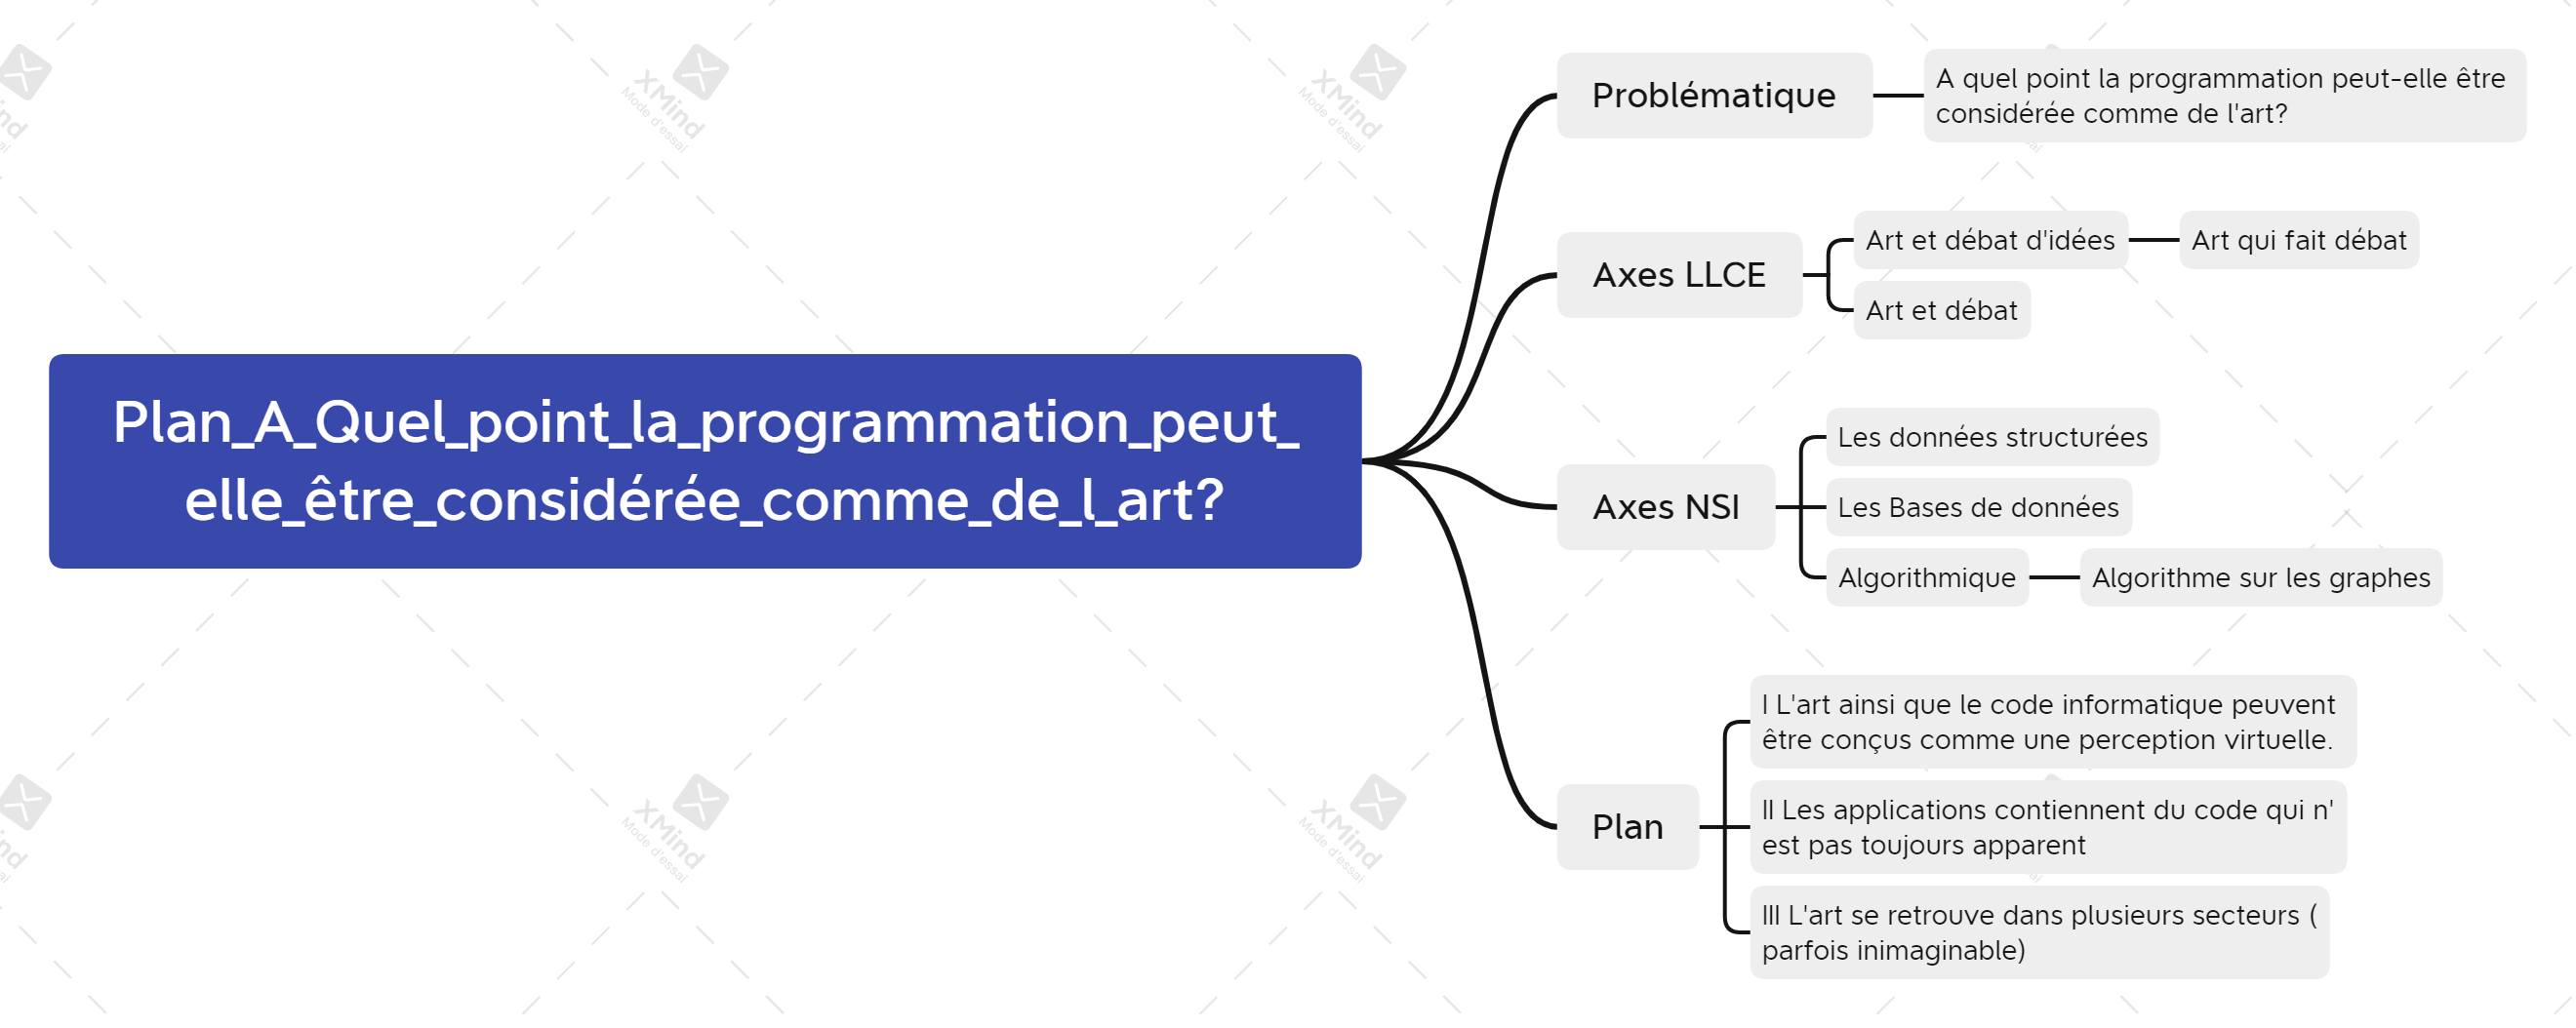 Plan_A_Quel_point_la_programmation_peut_
elle_être_considérée_comme_de_l_art?
Problématique
A quel point la programmation peut-elle être
considérée comme de l'art?
Axes LLCE
Art et débat d'idées
Art qui fait débat
Art et débat
Axes NSI
Les données structurées
Les Bases de données
Algorithmique
Algorithme sur les graphes
Plan
I L'art ainsi que le code informatique peuvent
être conçus comme une perception virtuelle.
II Les applications contiennent du code qui n'
est pas toujours apparent
III L'art se retrouve dans plusieurs secteurs (
parfois inimaginable)
XMind
Mode d'essai
XMind
Mode d'essai
XMind
Mode d'essai
XMind
Mode d'essai